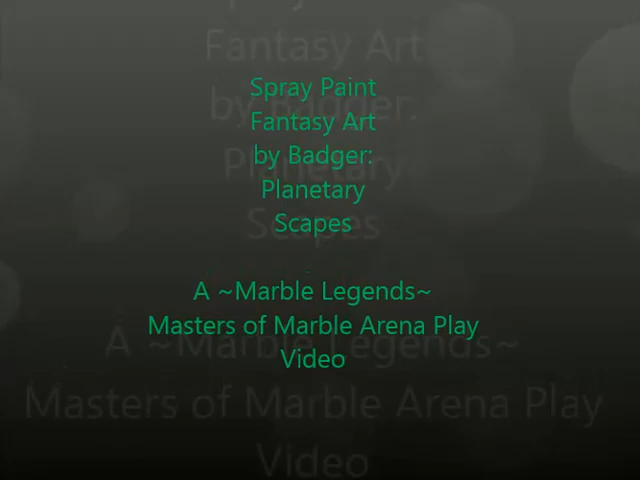 Spray Paint
Fantasy Art
by Badger:
Planetary
Scapes
A ~Marble Legends~
Masters of Marble Arena Play
Video